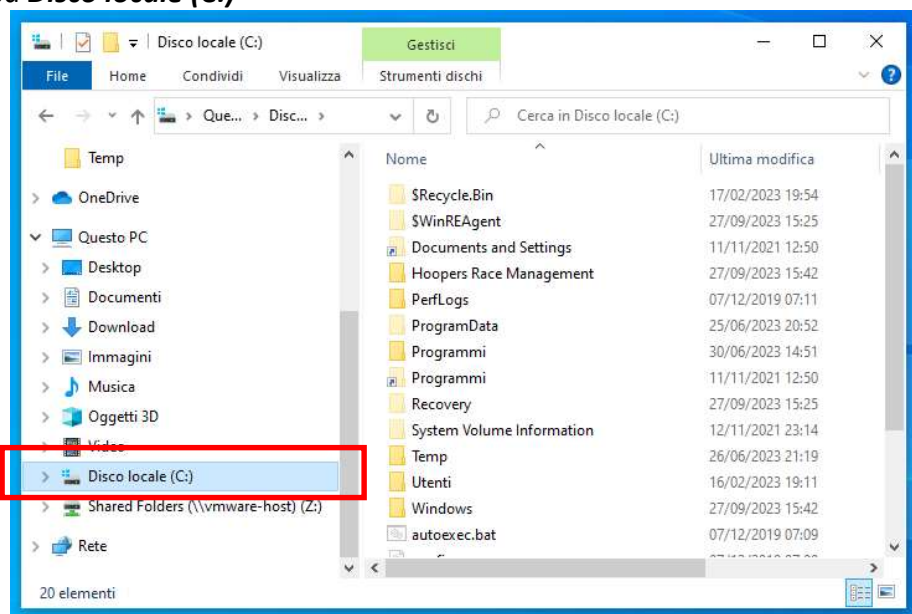 Disco locale (C:)
Disco locale (C:)
Gestisci
File
Home
Condividi
Visualizza
Strumenti dischi
Que...
Disc...
Cerca in Disco locale (C:)
Temp
OneDrive
Questo PC
Desktop
Documenti
Download
Immagini
Musica
Oggetti 3D
Video
Disco locale (C:)
Shared Folders (\\vmware-host) (Z:)
Rete
Nome Ultima modifica
$Recycle.Bin 17/02/2023 19:54
$WinREAgent 27/09/2023 15:25
Documents and Settings 11/11/2021 12:50
Hoopers Race Management 27/09/2023 15:42
PerfLogs 07/12/2019 07:11
ProgramData 25/06/2023 20:52
Programmi 30/06/2023 14:51
Programmi 11/11/2021 12:50
Recovery 27/09/2023 15:25
System Volume Information 12/11/2021 23:14
Temp 26/06/2023 21:19
Utenti 16/02/2023 19:11
Windows 27/09/2023 15:42
autoexec.bat 07/12/2019 07:09
20 elementi